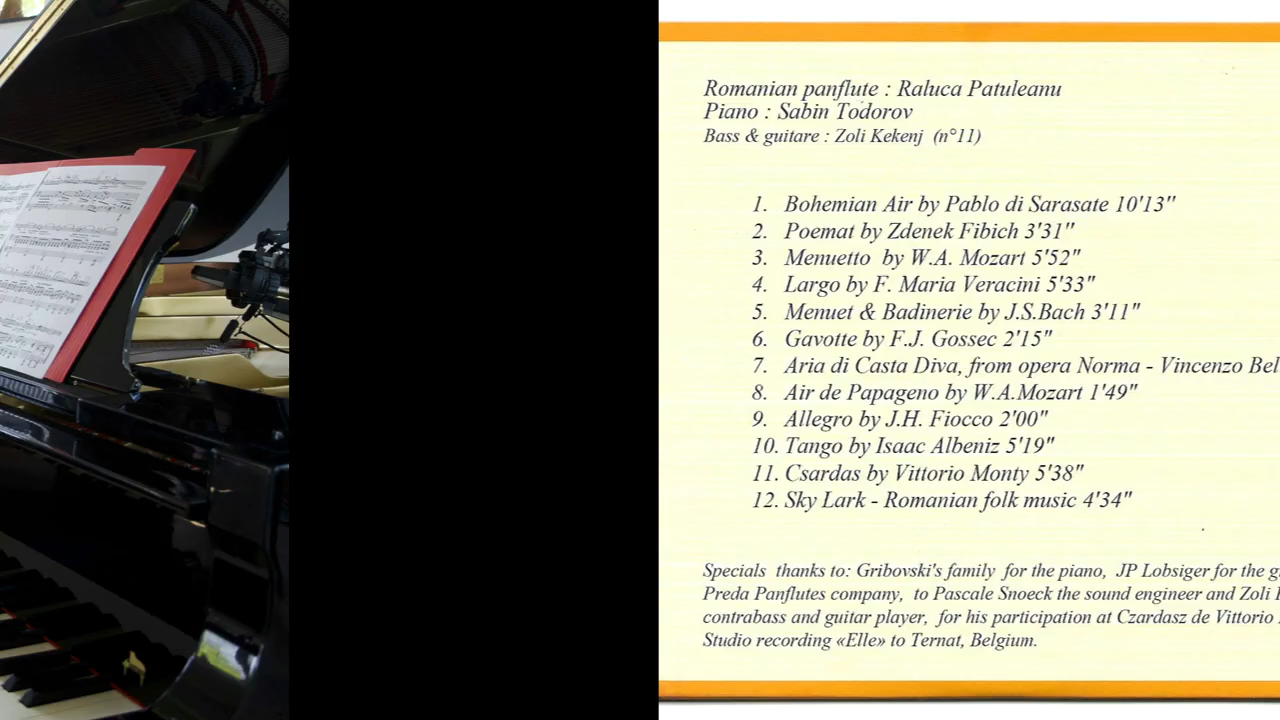 Romanian panflute : Raluca Patuleanu
Piano : Sabin Todorov
Bass & guitare : Zoli Kekenj (n°11)
1. Bohemian Air by Pablo di Sarasate 10'13"
2. Poemat by Zdenek Fibich 3'31"
3. Menuetto by W.A. Mozart 5'52"
4. Largo by F. Maria Veracini 5'33"
5. Menuet & Badinerie by J.S.Bach 3'11"
6. Gavotte by F.J. Gossec 2'15"
7. Aria di Casta Diva, from opera Norma - Vincenzo Bel
8. Air de Papageno by W.A.Mozart 1'49"
9. Allegro by J.H. Fiocco 2'00"
10. Tango by Isaac Albeniz 5'19"
11. Csardas by Vittorio Monty 5'38"
12. Sky Lark - Romanian folk music 4'34"
Specials thanks to: Gribovski's family for the piano, JP Lobsiger for the g
Preda Panflutes company, to Pascale Snoeck the sound engineer and Zoli
contrabass and guitar player, for his participation at Czardasz de Vittorio
Studio recording «Elle» to Ternat, Belgium.